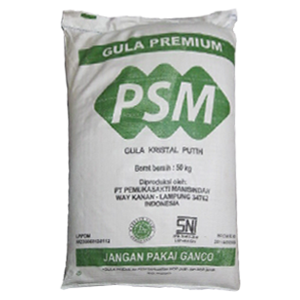 GULA PREMIUM
PSM
GULA KRISTAL PUTIH
Berat bersih : 50 kg
Diproduksi oleh:
PT PEMUKASAKTI MANISINDAH
WAY KANAN - LAMPUNG 34762
INDONESIA
SNI
JANGAN PAKAI GANCO